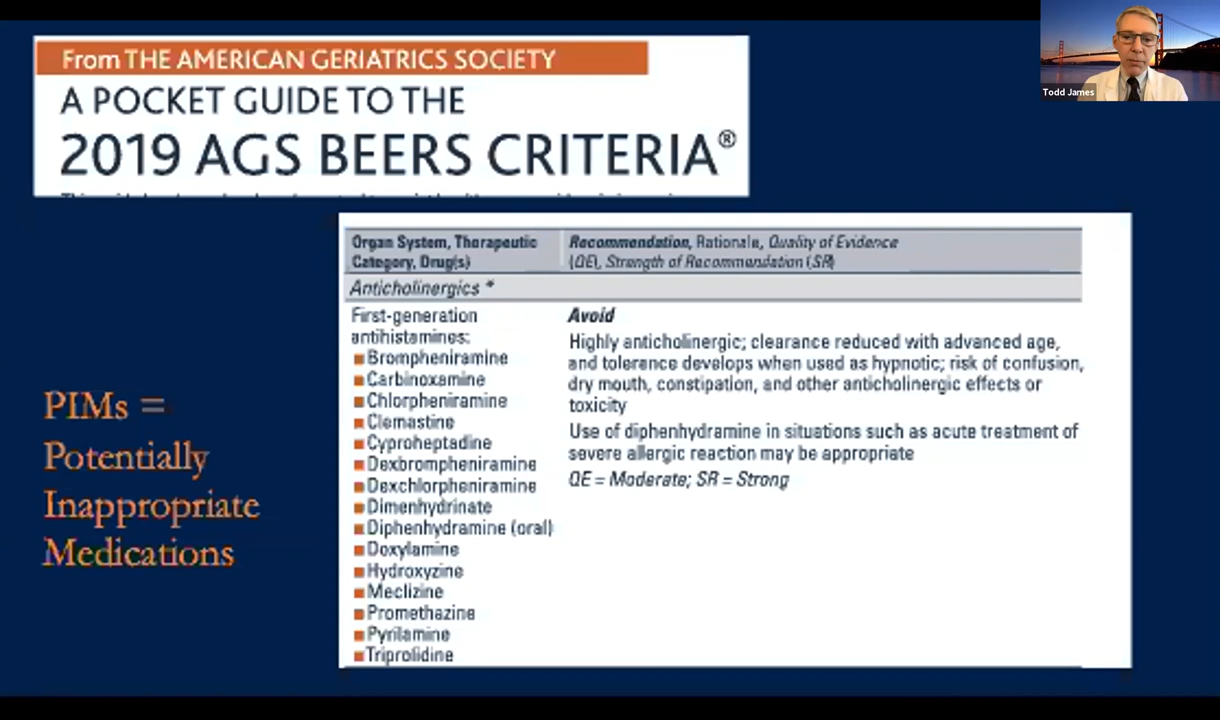 From THE AMERICAN GERIATRICS SOCIETY
A POCKET GUIDE TO THE
2019 AGS BEERS CRITERIA®
Todd James
PIMs =
Potentially
Inappropriate
Medications
Organ System, Therapeutic
Category, Drug(s)
Recommendation, Rationale, Quality of Evidence
(QE), Strength of Recommendation (SR)
Anticholinergics *
First-generation
antihistamines:
■Brompheniramine
■Carbinoxamine
■Chlorpheniramine
■Clemastine
■Cyproheptadine
■Dexbrompheniramine
■Dexchlorpheniramine
■Dimenhydrinate
■Diphenhydramine (oral)
■Doxylamine
■Hydroxyzine
■Meclizine
■Promethazine
■Pyrilamine
■Triprolidine
Avoid
Highly anticholinergic; clearance reduced with advanced age,
and tolerance develops when used as hypnotic; risk of confusion,
dry mouth, constipation, and other anticholinergic effects or
toxicity
Use of diphenhydramine in situations such as acute treatment of
severe allergic reaction may be appropriate
QE = Moderate; SR = Strong